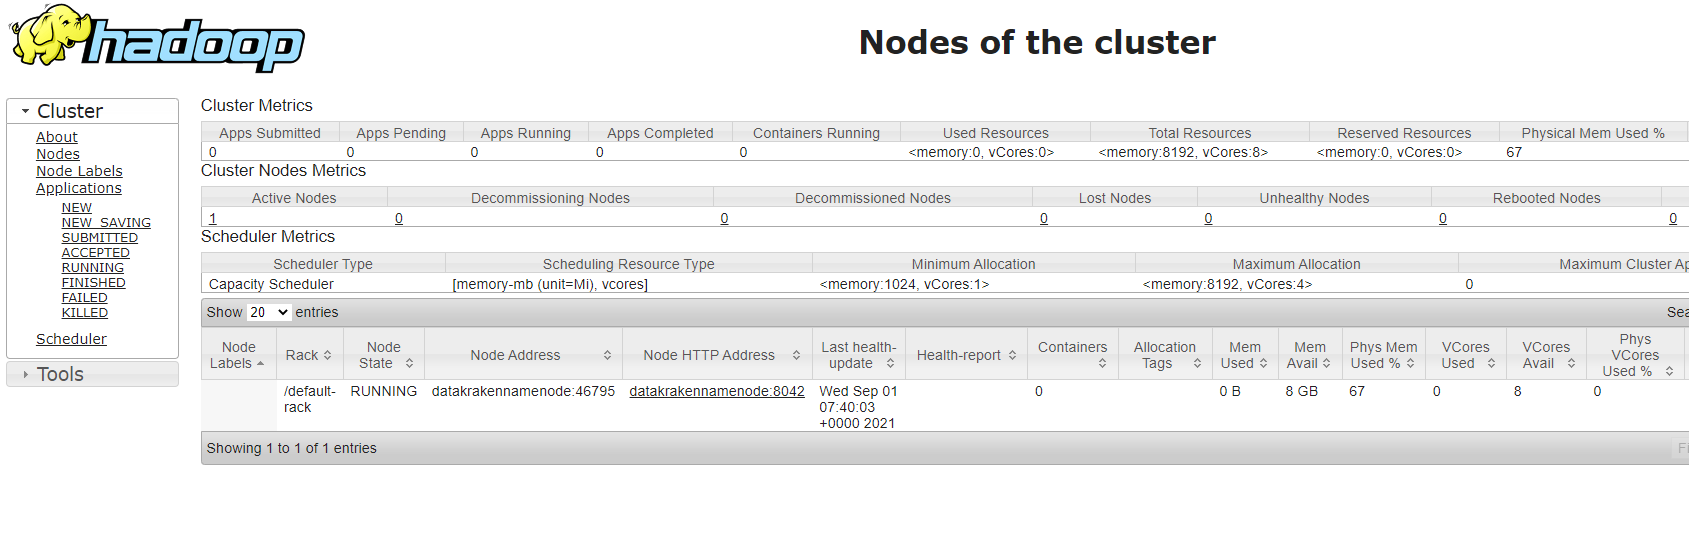 hadoop
Nodes of the cluster
Cluster
About
Nodes
Node Labels
Applications
NEW
NEW_SAVING
SUBMITTED
ACCEPTED
RUNNING
FINISHED
FAILED
KILLED
Scheduler
Tools
Cluster Metrics
Apps Submitted Apps Pending Apps Running Apps Completed Containers Running Used Resources Total Resources Reserved Resources Physical Mem Used %
0 0 0 0 0 <memory:0, vCores:0> <memory:8192, vCores:8> <memory:0, vCores:0> 67
Cluster Nodes Metrics
Active Nodes Decommissioning Nodes Decommissioned Nodes Lost Nodes Unhealthy Nodes Rebooted Nodes
1 0 0 0 0 0 0
Scheduler Metrics
Scheduler Type Scheduling Resource Type Minimum Allocation Maximum Allocation Maximum Cluster Ap
Capacity Scheduler [memory-mb (unit=Mi), vcores] <memory:1024, vCores:1> <memory:8192, vCores:4> 0
Show 20 entries Sea
Node Labels Rack Node State Node Address Node HTTP Address Last health-update Health-report Containers Allocation Tags Mem Used Mem Avail Phys Mem Used % VCores Used VCores Avail Phys VCores Used %
/default-rack RUNNING datakrakennamenode:46795 datakrakennamenode:8042 Wed Sep 01 07:40:03 +0000 2021 0 0 B 8 GB 67 0 8 0
Showing 1 to 1 of 1 entries